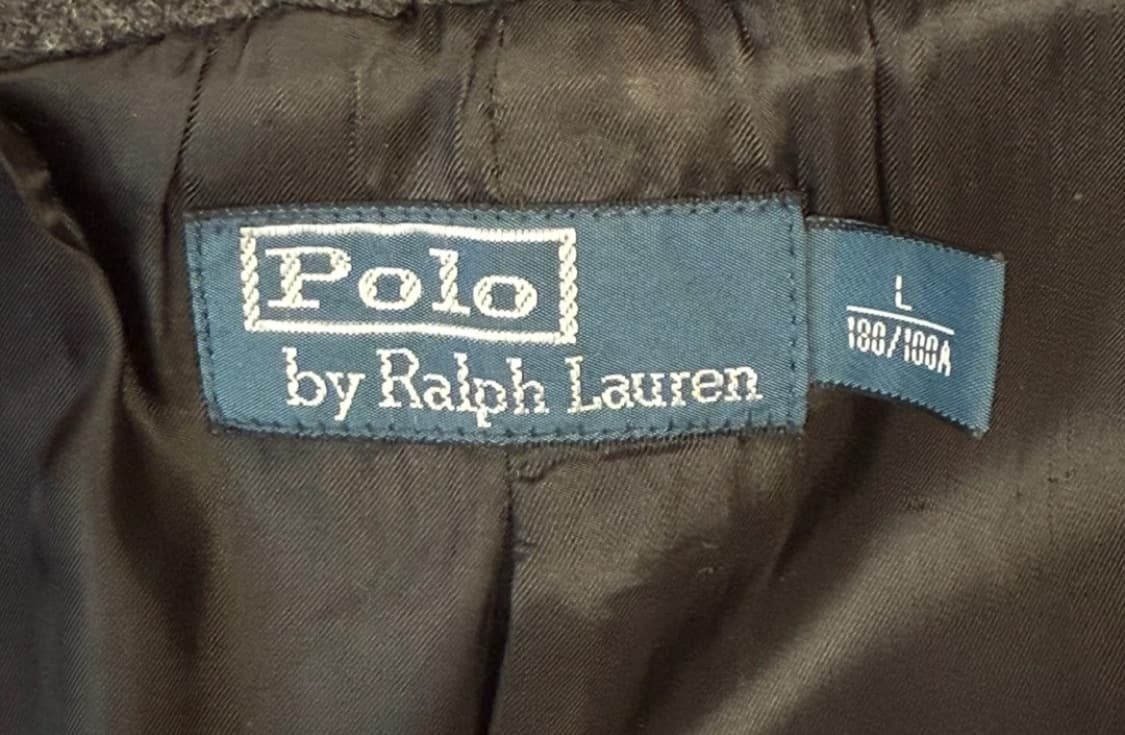 Polo
by Ralph Lauren
L
180/100A